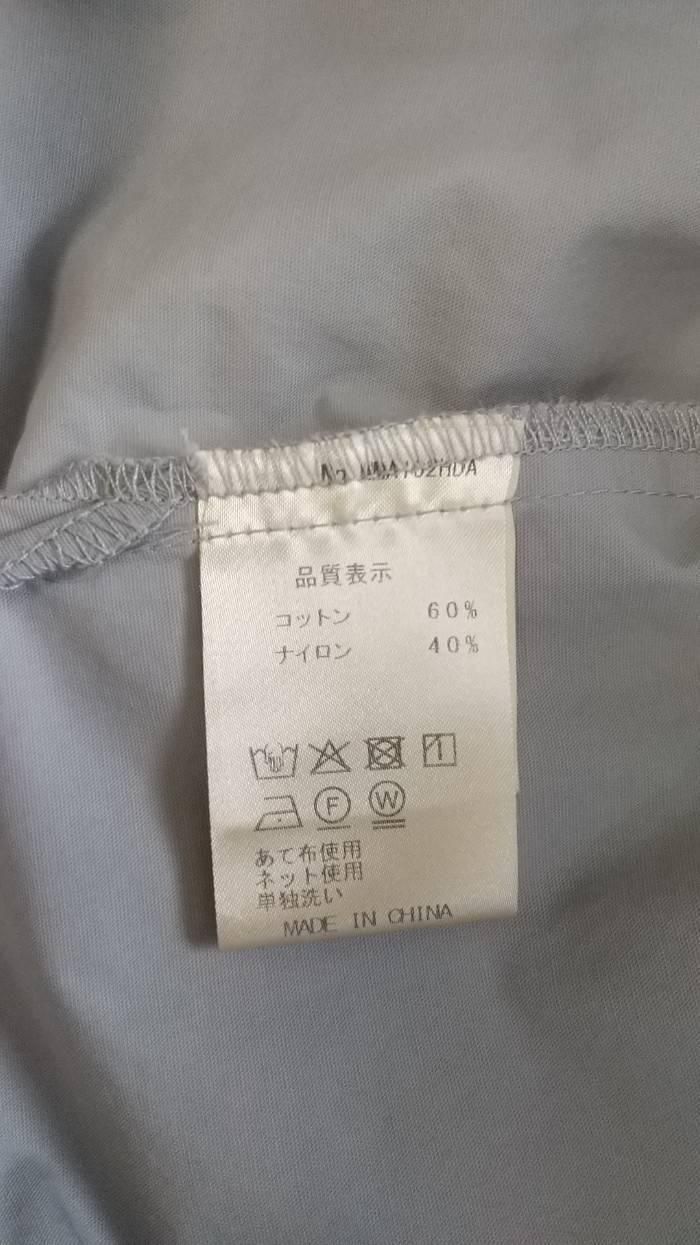 品質表示
コットン 60%
ナイロン 40%
F W
あて布使用
ネット使用
単独洗い
MADE IN CHINA